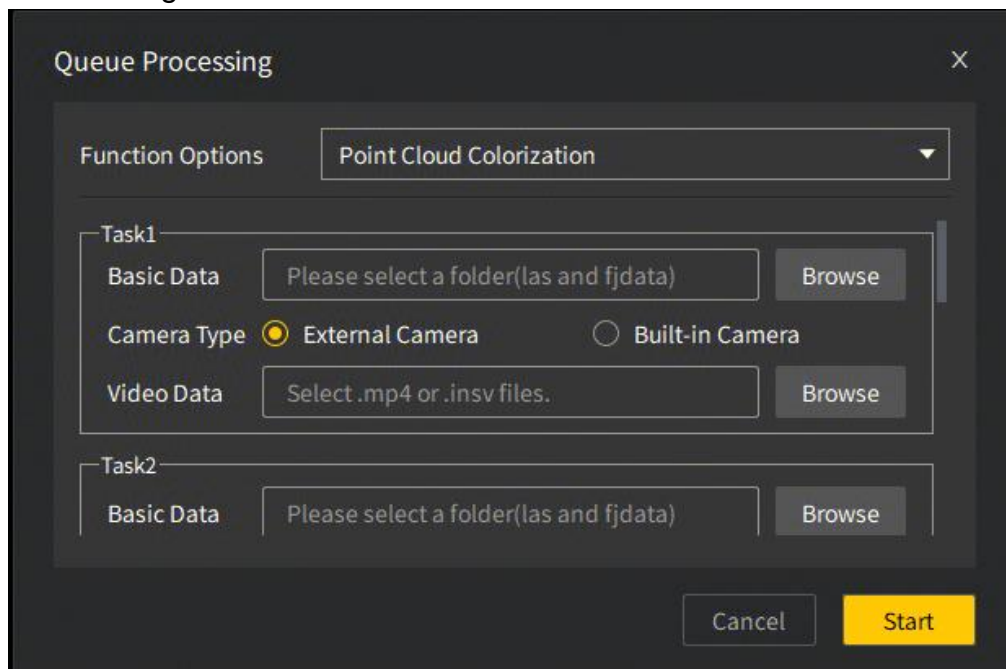 Queue Processing X
Function Options Point Cloud Colorization
Task1
Basic Data Please select a folder(las and fjdata) Browse
Camera Type External Camera Built-in Camera
Video Data Select .mp4 or .insv files. Browse
Task2
Basic Data Please select a folder(las and fjdata) Browse
Cancel Start